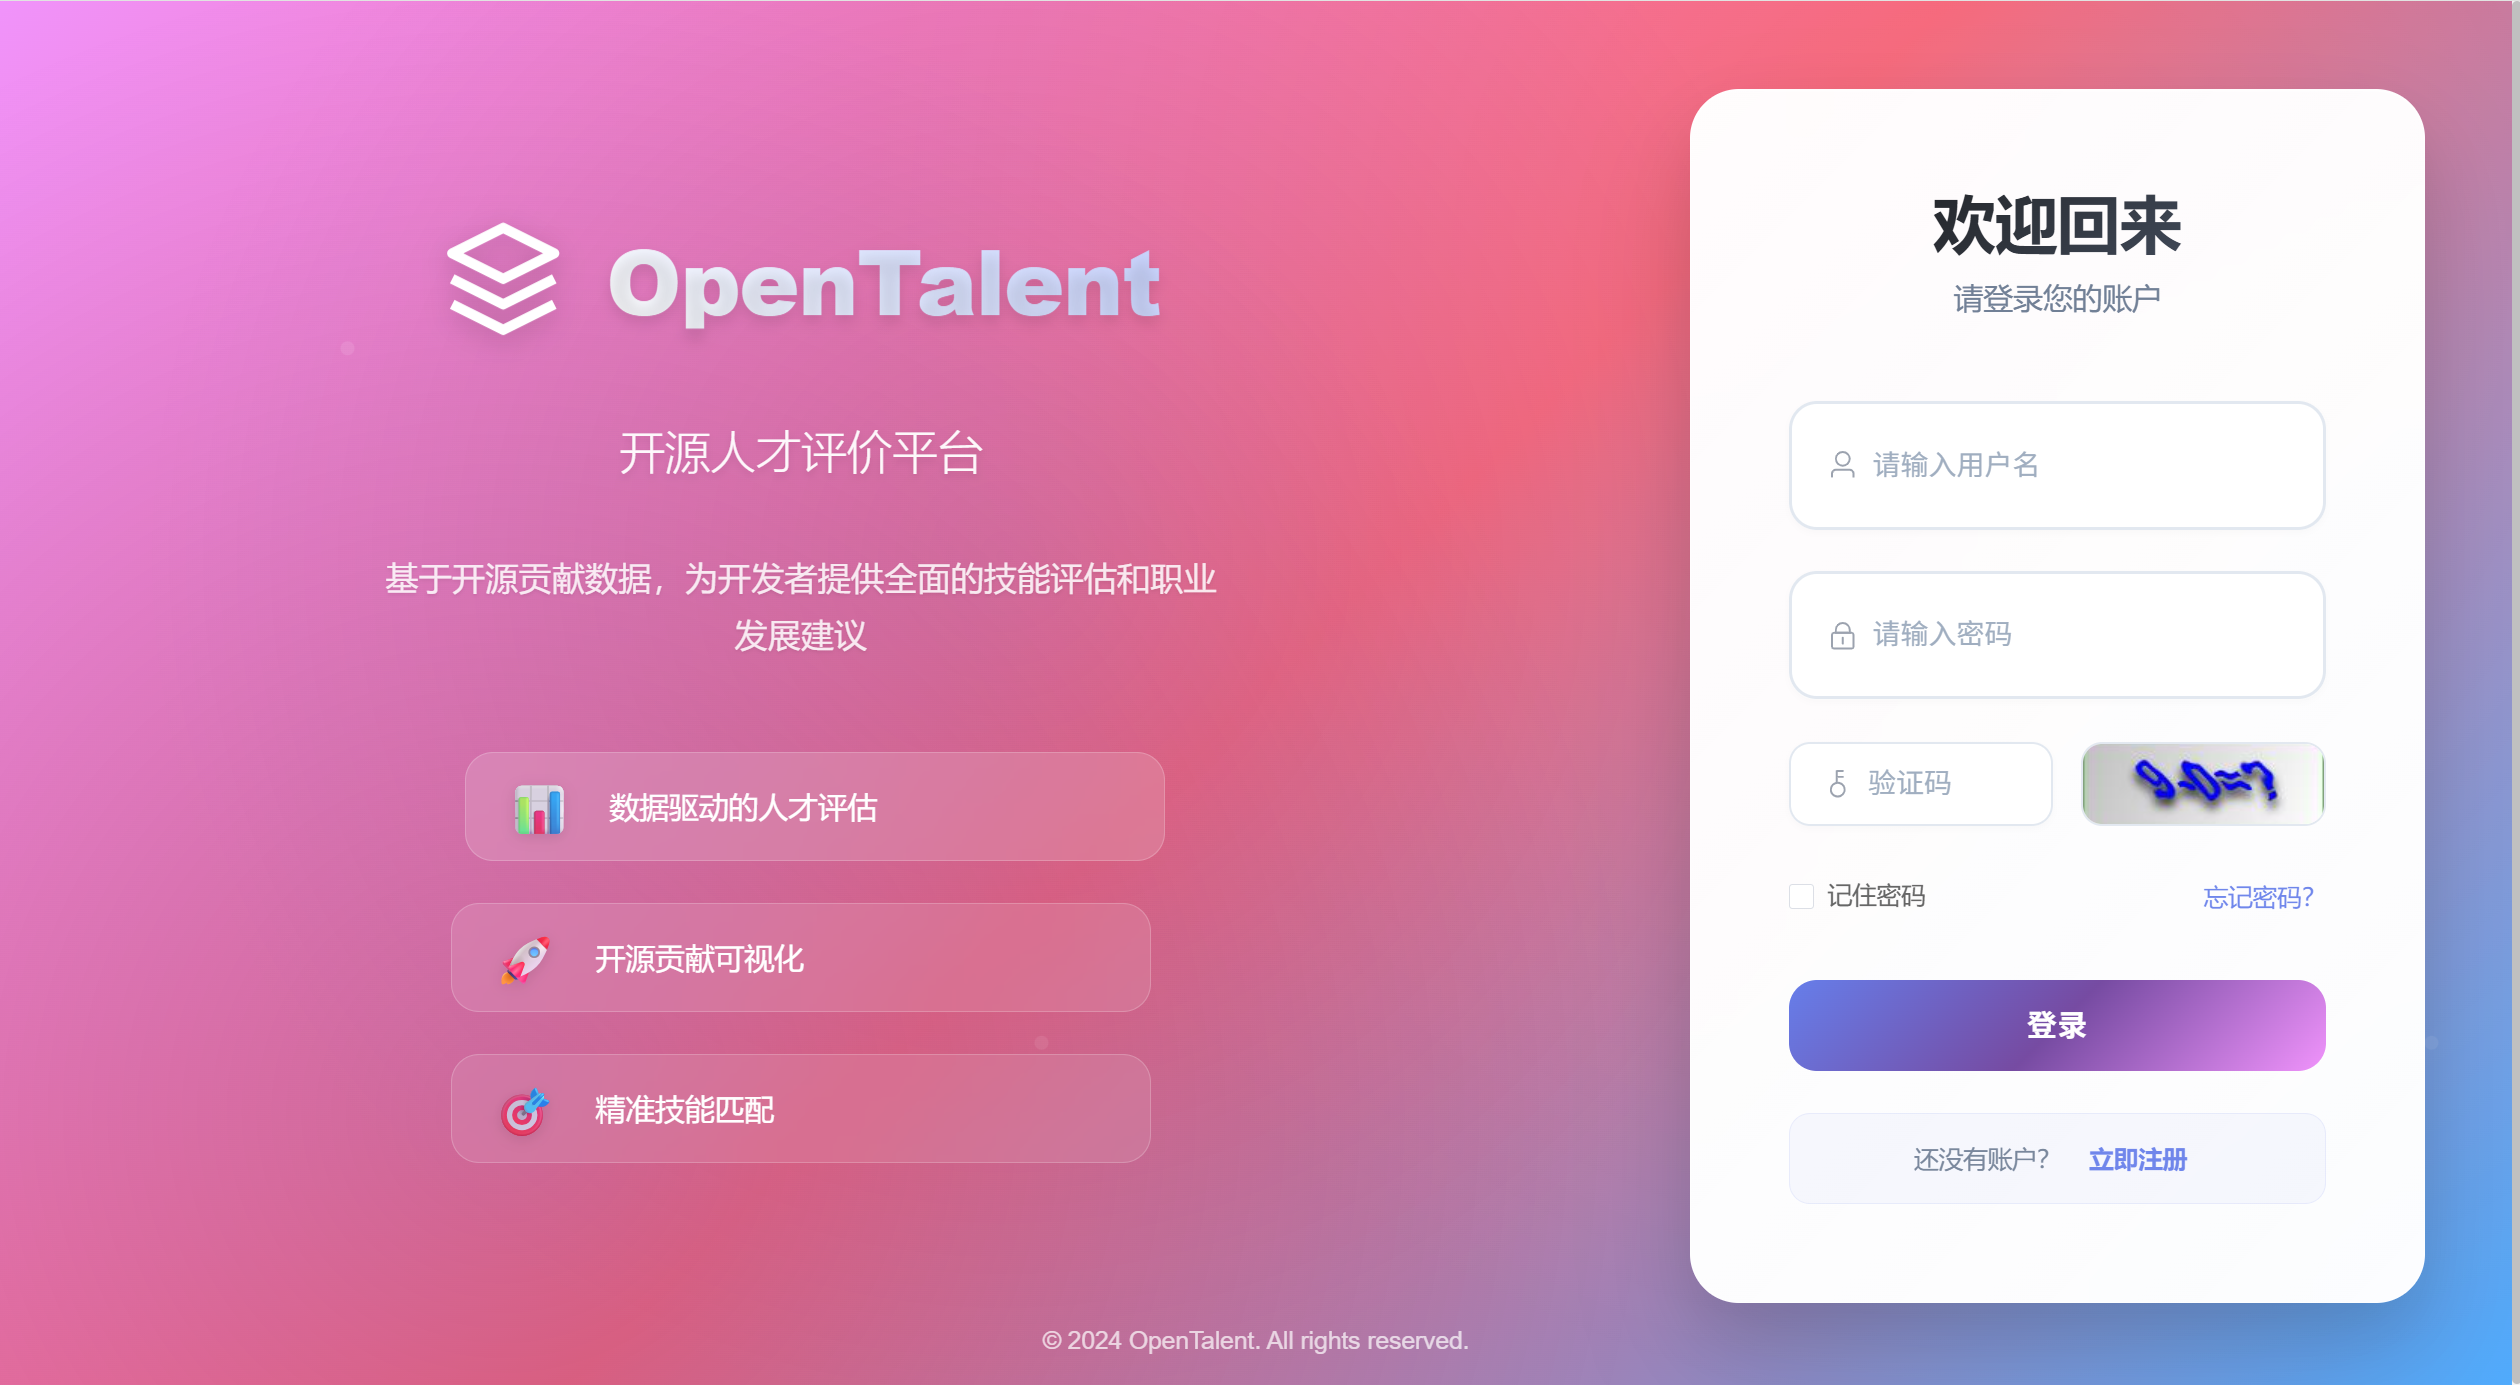 OpenTalent
开源人才评价平台
基于开源贡献数据，为开发者提供全面的技能评估和职业
发展建议
数据驱动的人才评估
开源贡献可视化
精准技能匹配
欢迎回来
请登录您的账户
请输入用户名
请输入密码
验证码
记住密码
忘记密码?
登录
还没有账户?
立即注册
© 2024 OpenTalent. All rights reserved.